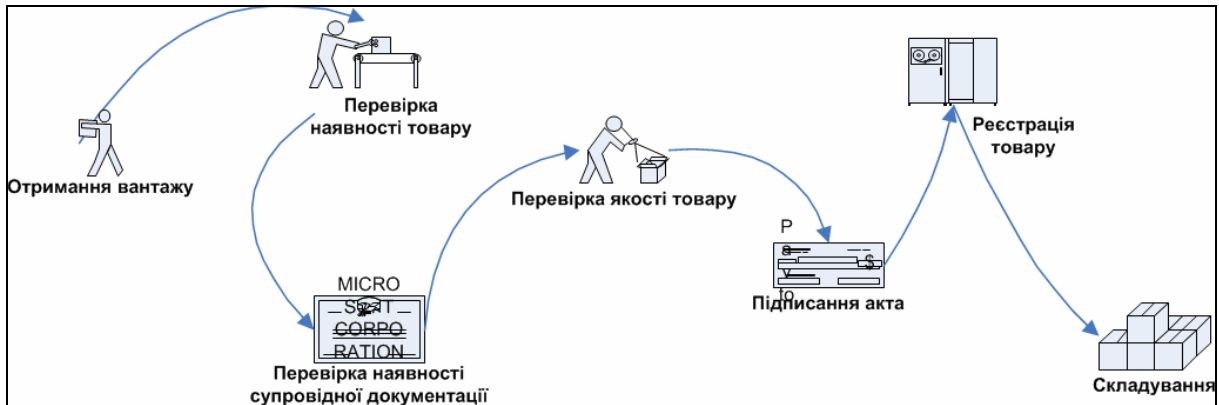 Отримання вантажу
Перевірка
наявності товару
MICRO
CORPO
RATION
Перевірка наявності
супровідної документації
Перевірка якості товару
P
to
Підписання акта
Реєстрація
товару
Складування